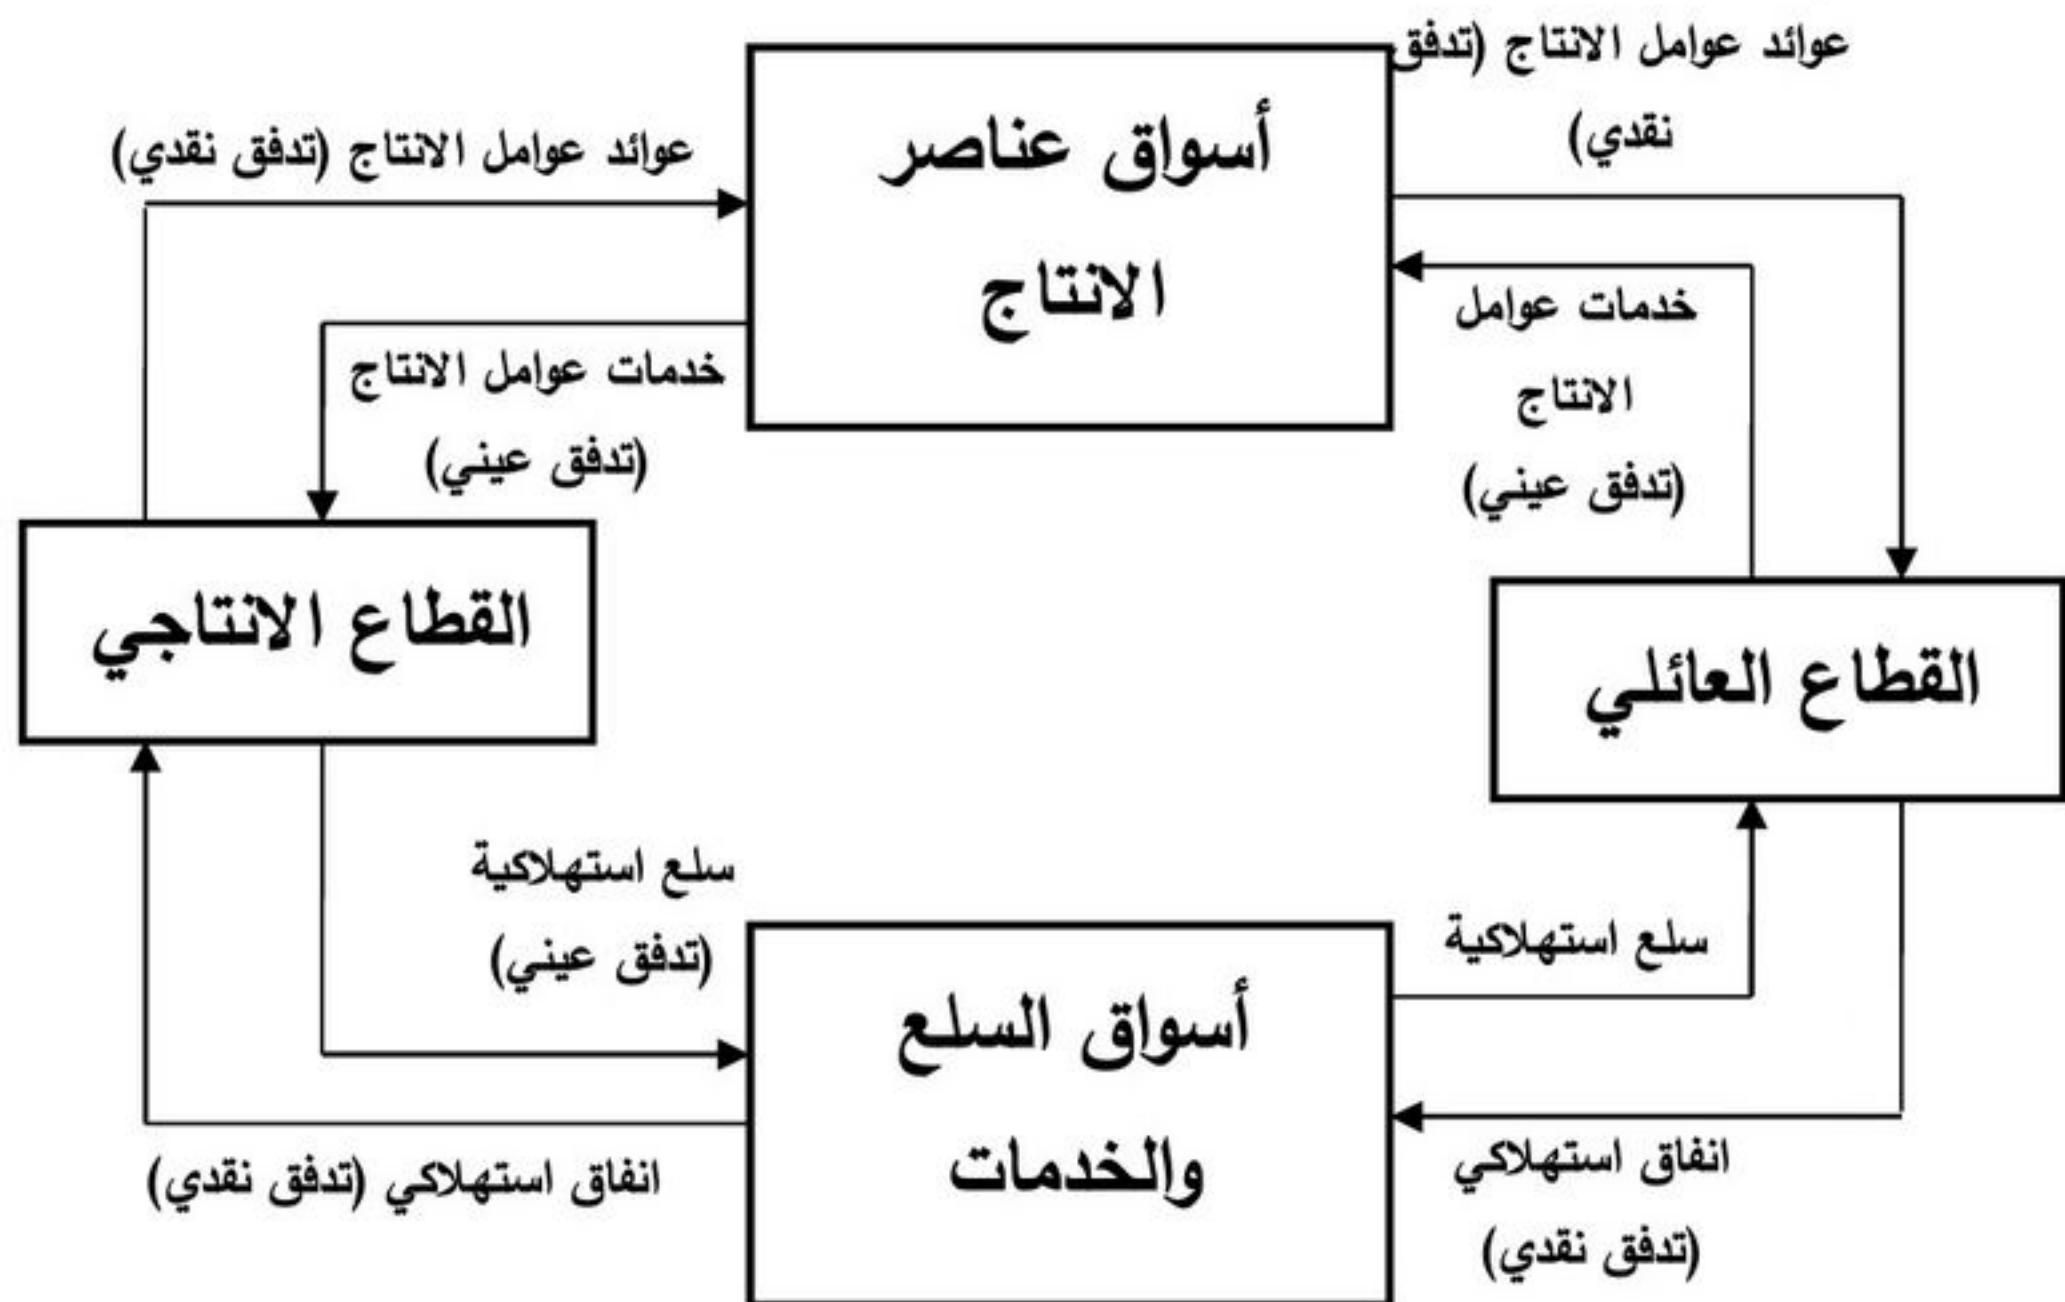 عوائد عوامل الانتاج (تدفق
نقدي)
أسواق عناصر
الانتاج
عوائد عوامل الانتاج (تدفق نقدي)
خدمات عوامل
الانتاج
(تدفق عيني)
خدمات عوامل الانتاج
(تدفق عيني)
القطاع العائلي
القطاع الانتاجي
سلع استهلاكية
(تدفق عيني)
سلع استهلاكية
أسواق السلع
والخدمات
انفاق استهلاكي
(تدفق نقدي)
انفاق استهلاكي (تدفق نقدي)